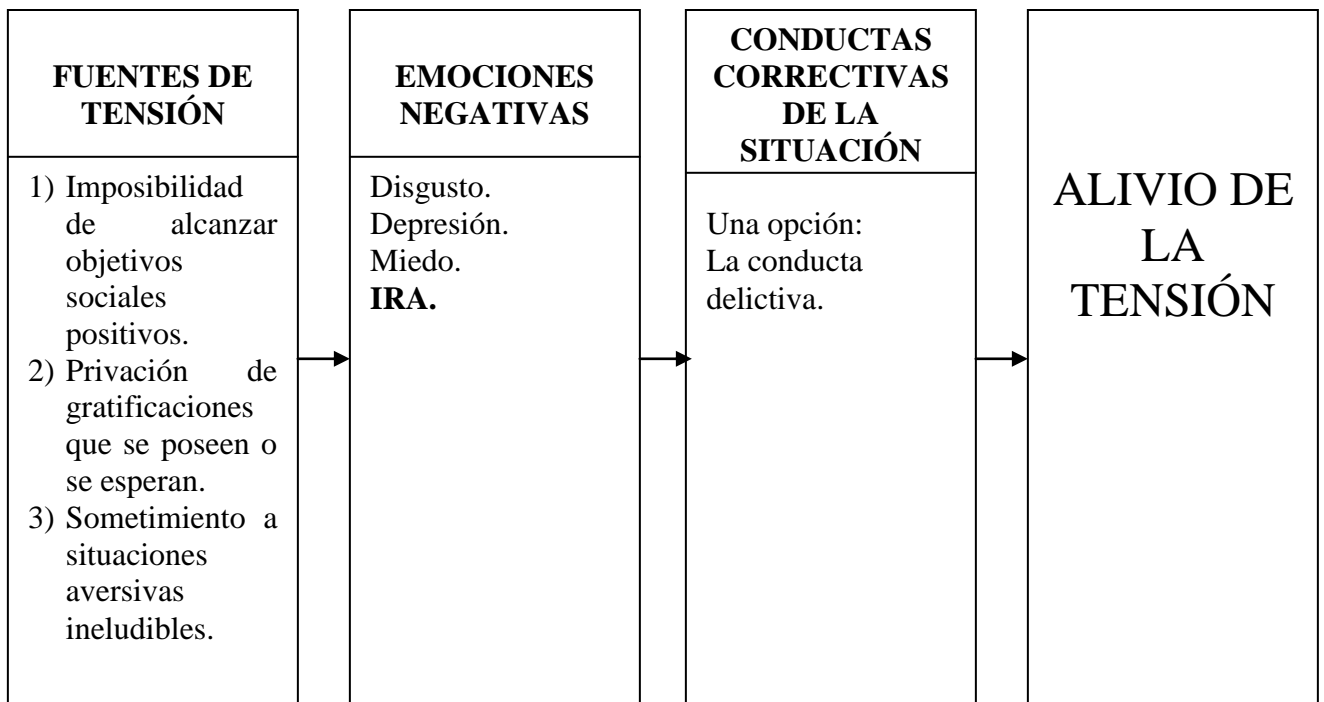 FUENTES DE
TENSIÓN
1) Imposibilidad
de alcanzar
objetivos
sociales
positivos.
2) Privación de
gratificaciones
que se poseen o
se esperan.
3) Sometimiento a
situaciones
aversivas
ineludibles.
EMOCIONES
NEGATIVAS
Disgusto.
Depresión.
Miedo.
IRA.
CONDUCTAS
CORRECTIVAS
DE LA
SITUACIÓN
Una opción:
La conducta
delictiva.
ALIVIO DE
LA
TENSIÓN